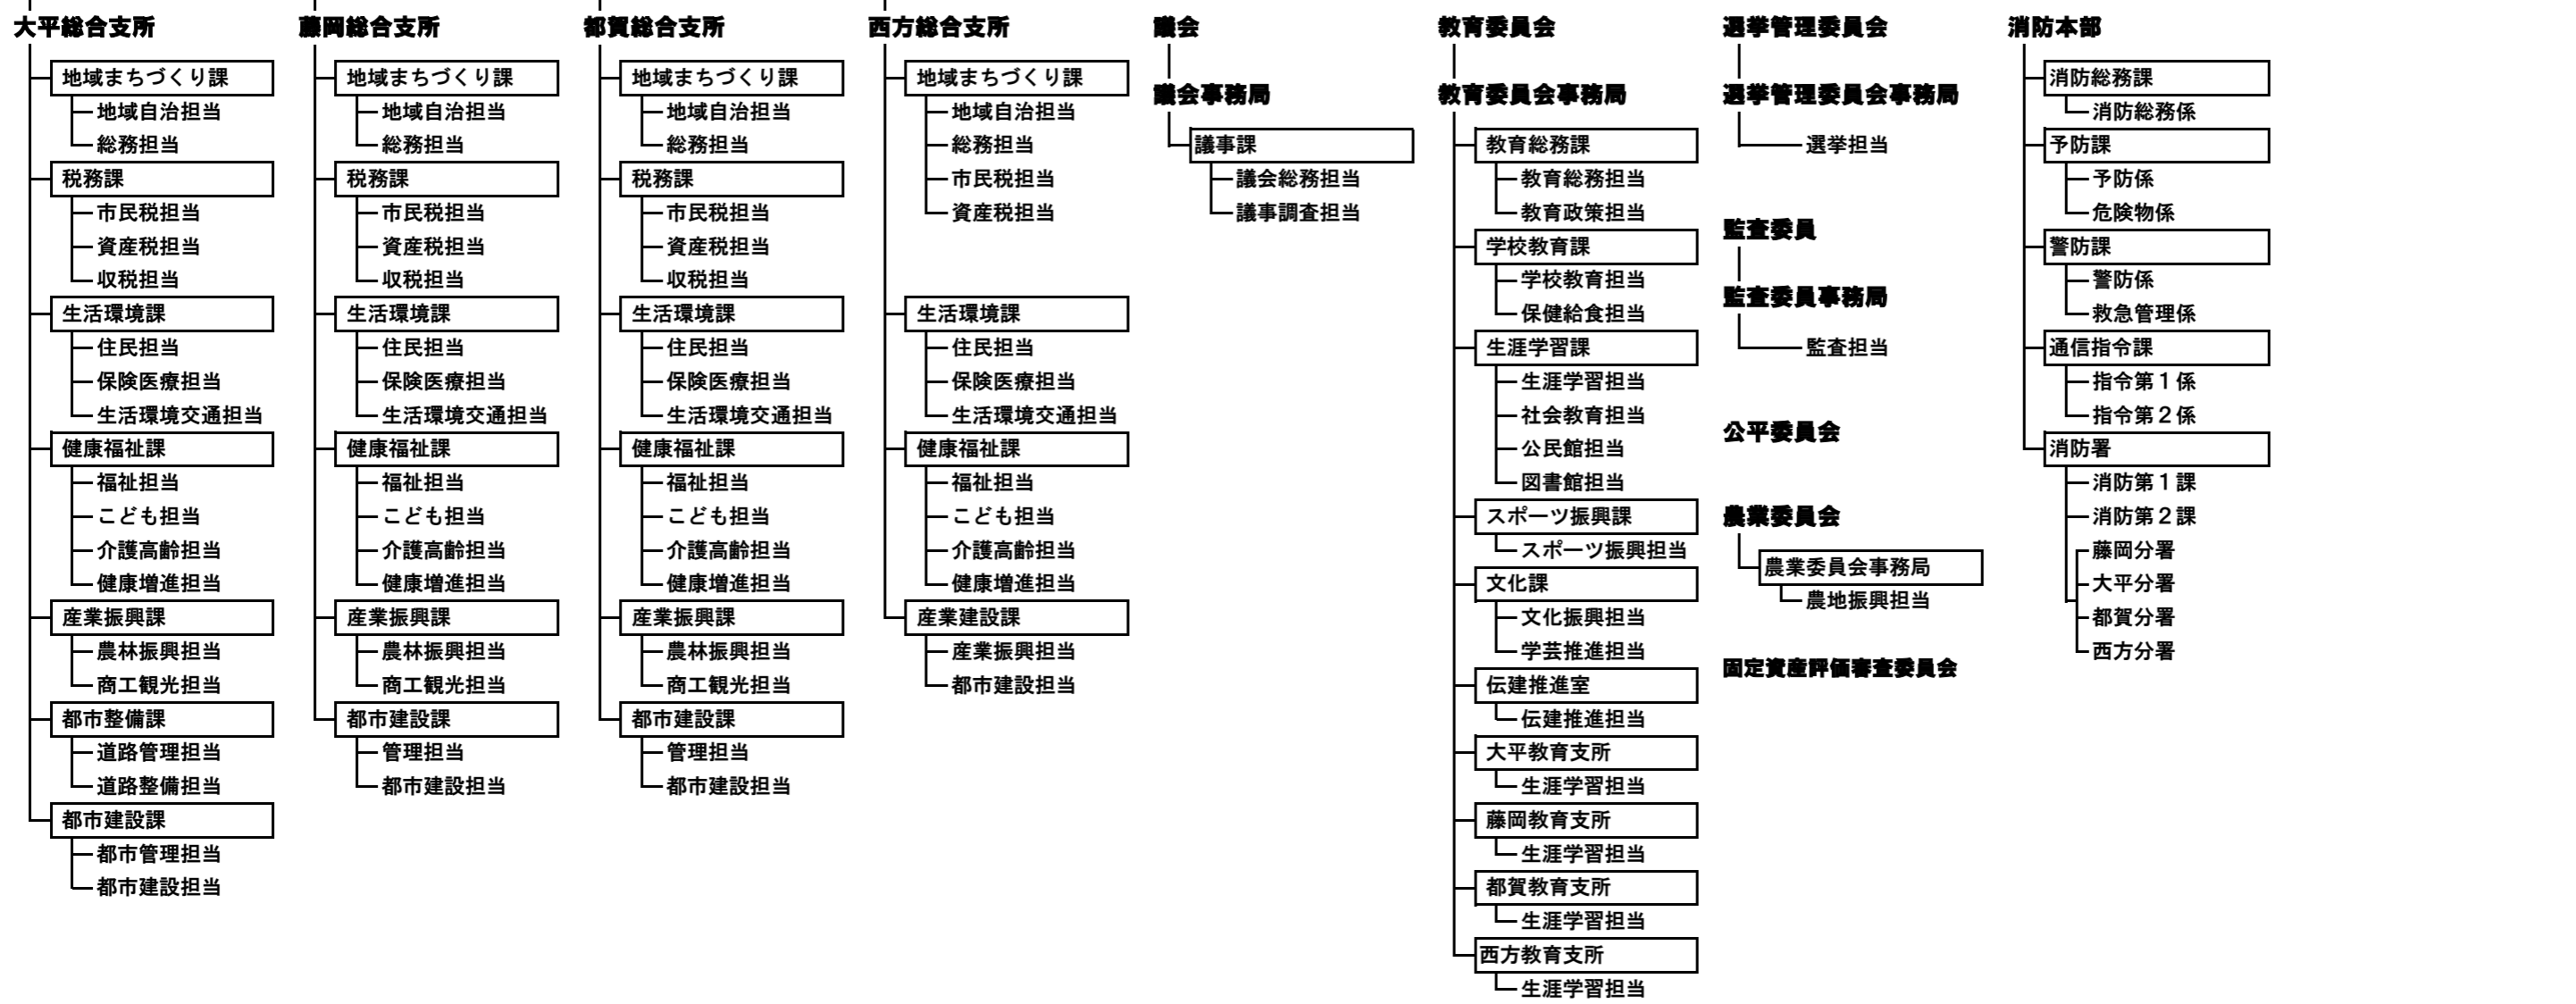 大平総合支所
地域まちづくり課
地域自治担当
総務担当
税務課
市民税担当
資産税担当
収税担当
生活環境課
住民担当
保険医療担当
生活環境交通担当
健康福祉課
福祉担当
こども担当
介護高齢担当
健康増進担当
産業振興課
農林振興担当
商工観光担当
都市整備課
道路管理担当
道路整備担当
都市建設課
都市管理担当
都市建設担当
藤岡総合支所
地域まちづくり課
地域自治担当
総務担当
税務課
市民税担当
資産税担当
収税担当
生活環境課
住民担当
保険医療担当
生活環境交通担当
健康福祉課
福祉担当
こども担当
介護高齢担当
健康増進担当
産業振興課
農林振興担当
商工観光担当
都市建設課
管理担当
都市建設担当
都賀総合支所
地域まちづくり課
地域自治担当
総務担当
税務課
市民税担当
資産税担当
収税担当
生活環境課
住民担当
保険医療担当
生活環境交通担当
健康福祉課
福祉担当
こども担当
介護高齢担当
健康増進担当
産業振興課
農林振興担当
商工観光担当
都市建設課
管理担当
都市建設担当
西方総合支所
地域まちづくり課
地域自治担当
総務担当
市民税担当
資産税担当
生活環境課
住民担当
保険医療担当
生活環境交通担当
健康福祉課
福祉担当
こども担当
介護高齢担当
健康増進担当
産業建設課
産業振興担当
都市建設担当
議会
議会事務局
議事課
議会総務担当
議事調査担当
教育委員会
教育委員会事務局
教育総務課
教育総務担当
教育政策担当
学校教育課
学校教育担当
保健給食担当
生涯学習課
生涯学習担当
社会教育担当
公民館担当
図書館担当
スポーツ振興課
スポーツ振興担当
文化課
文化振興担当
学芸推進担当
伝建推進室
伝建推進担当
大平教育支所
生涯学習担当
藤岡教育支所
生涯学習担当
都賀教育支所
生涯学習担当
西方教育支所
生涯学習担当
選挙管理委員会
選挙管理委員会事務局
選挙担当
監査委員
監査委員事務局
監査担当
公平委員会
農業委員会
農業委員会事務局
農地振興担当
固定資産評価審査委員会
消防本部
消防総務課
消防総務係
予防課
予防係
危険物係
警防課
警防係
救急管理係
通信指令課
指令第１係
指令第２係
消防署
消防第１課
消防第２課
藤岡分署
大平分署
都賀分署
西方分署